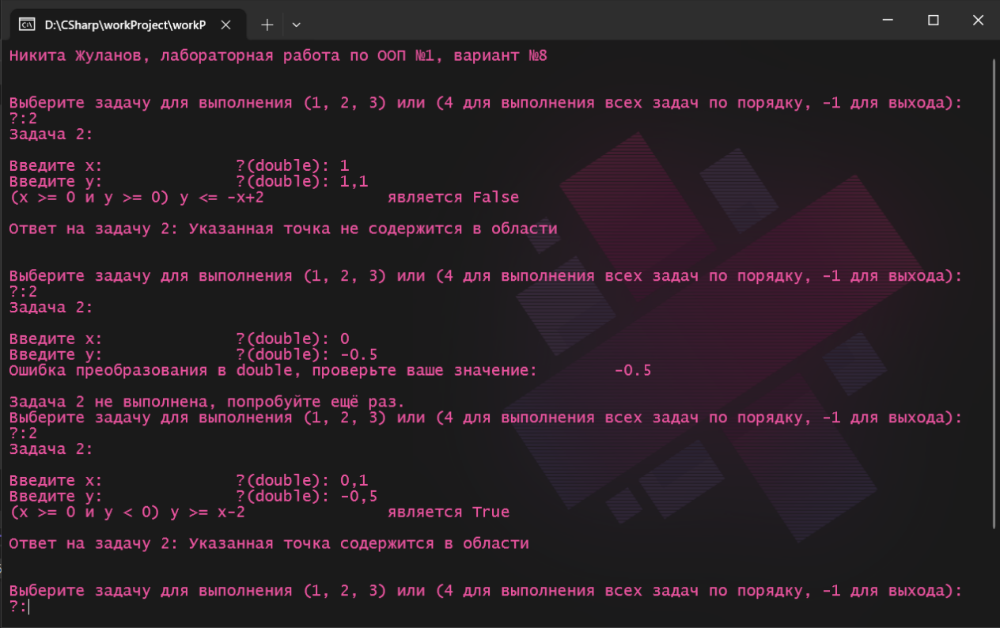 D:\CSharp\workProject\workP
Никита Жуланов, лабораторная работа по ООП №1, вариант №8
Выберите задачу для выполнения (1, 2, 3) или (4 для выполнения всех задач по порядку, -1 для выхода):
?:2
Задача 2:
Введите x: ?(double): 1
Введите y: ?(double): 1,1
(x >= 0 и y >= 0) y <= -x+2 является False
Ответ на задачу 2: Указанная точка не содержится в области
Выберите задачу для выполнения (1, 2, 3) или (4 для выполнения всех задач по порядку, -1 для выхода):
?:2
Задача 2:
Введите x: ?(double): 0
Введите y: ?(double): -0.5
Ошибка преобразования в double, проверьте ваше значение: -0.5
Задача 2 не выполнена, попробуйте ещё раз.
Выберите задачу для выполнения (1, 2, 3) или (4 для выполнения всех задач по порядку, -1 для выхода):
?:2
Задача 2:
Введите x: ?(double): 0,1
Введите y: ?(double): -0,5
(x >= 0 и y < 0) y >= x-2 является True
Ответ на задачу 2: Указанная точка содержится в области
Выберите задачу для выполнения (1, 2, 3) или (4 для выполнения всех задач по порядку, -1 для выхода):
?: